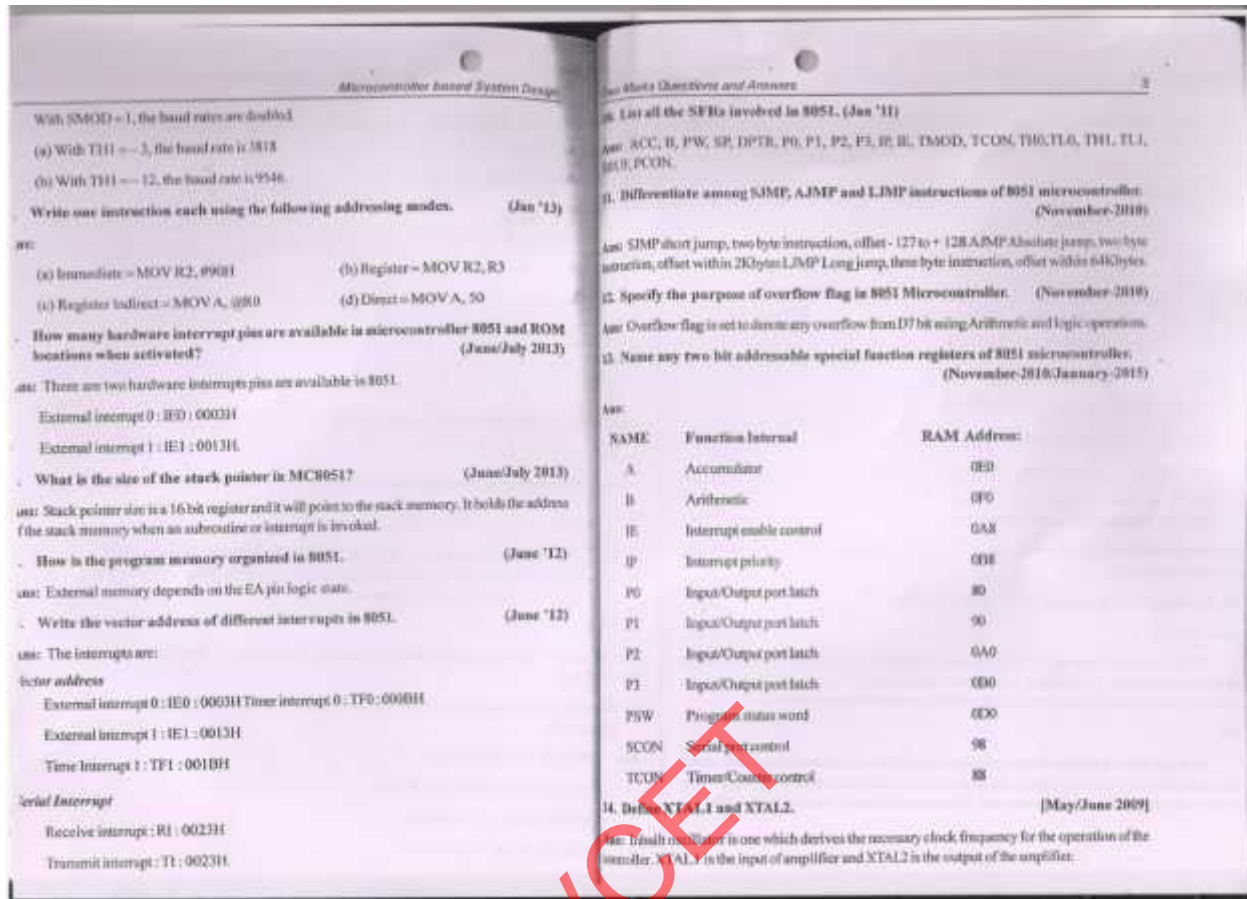 Microcontroller based System Design
With SMOD = 1, the baud rates are doubled.
(a) With TH1 = – 3, the baud rate is
(b) With TH1 = – 12, the baud rate is
. Write one instruction each using the following addressing modes. (Jan '13)
(a) Immediate – MOV R2, #90H (b) Register – MOV R2, R3
(c) Register Indirect – MOV A, @R0 (d) Direct – MOV A, 50
. How many hardware interrupt pins are available in microcontroller 8051 and ROM
locations when activated? (June/July 2013)
ans: There are two hardware interrupts pins are available in 8051.
External interrupt 0 : IE0 : 0003H
External interrupt 1 : IE1 : 0013H.
. What is the size of the stack pointer in MC8051? (June/July 2013)
ans: Stack pointer size is a 16 bit register and it will point to the stack memory. It holds the address
f the stack memory when an subroutine or interrupt is invoked.
. How is the program memory organized in 8051. (June '12)
ans: External memory depends on the EA pin logic state.
. Write the vector address of different interrupts in 8051. (June '12)
ans: The interrupts are:
ector address
External interrupt 0 : IE0 : 0003H Timer interrupt 0 : TF0 : 000BH
External interrupt 1 : IE1 : 0013H
Time Interrupt 1 : TF1 : 001BH
erial Interrupt
Receive interrupt : RI : 0023H
Transmit interrupt : TI : 0023H.
Two Marks Questions and Answers
List all the SFRs involved in 8051. (Jan '11)
ACC, B, PW, SP, DPTR, P0, P1, P2, P3, IP, IE, TMOD, TCON, TH0, TL0, TH1, TL1,
PCON.
Differentiate among SJMP, AJMP and LJMP instructions of 8051 microcontroller.
(November-2010)
Ans: SJMP short jump, two byte instruction, offset - 127 to + 128 AJMP Absolute jump, two byte
instruction, offset within 2Kbytes LJMP Long jump, three byte instruction, offset within 64Kbytes.
12. Specify the purpose of overflow flag in 8051 Microcontroller. (November-2010)
Ans: Overflow flag is set to denote any overflow from D7 bit using Arithmetic and logic operations.
13. Name any two bit addressable special function registers of 8051 microcontroller.
(November-2010/January-2015)
Ans:
NAME Function Internal RAM Address:
A Accumulator 0E0
B Arithmetic 0F0
IE Interrupt enable control 0A8
IP Interrupt priority 0B8
P0 Input/Output port latch 80
P1 Input/Output port latch 90
P2 Input/Output port latch 0A0
P3 Input/Output port latch
PSW Program status word 0D0
SCON Serial port control 98
TCON Timer/Counter control 88
14. Define XTAL1 and XTAL2. [May/June 2009]
oscillator is one which derives the necessary clock frequency for the operation of the
controller. XTAL1 is the input of amplifier and XTAL2 is the output of the amplifier.
VCET